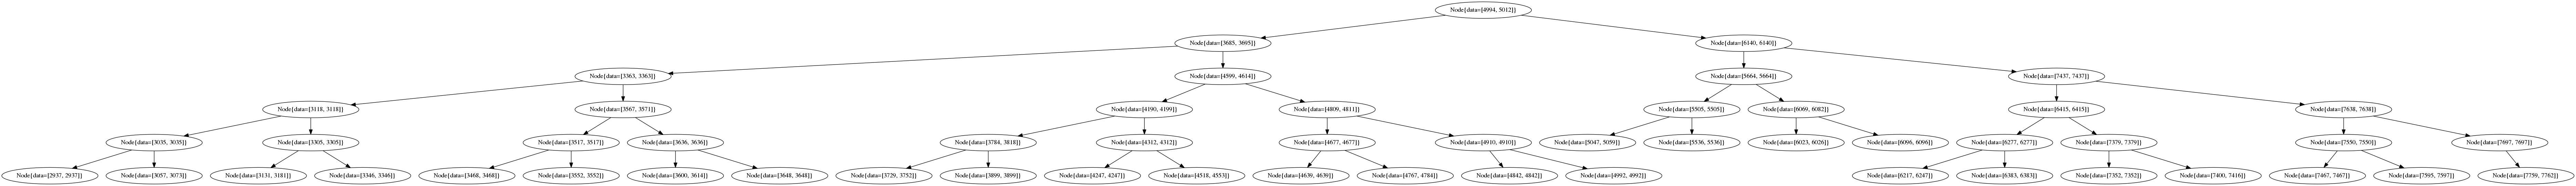 Node{data=[4994, 5012]}
Node{data=[3685, 3695]}
Node{data=[6140, 6140]}
Node{data=[3363, 3363]}
Node{data=[4599, 4614]}
Node{data=[5664, 5664]}
Node{data=[7437, 7437]}
Node{data=[3118, 3118]}
Node{data=[3567, 3571]}
Node{data=[4190, 4199]}
Node{data=[4809, 4811]}
Node{data=[5505, 5505]}
Node{data=[6069, 6082]}
Node{data=[6415, 6415]}
Node{data=[7638, 7638]}
Node{data=[3035, 3035]}
Node{data=[3305, 3305]}
Node{data=[3517, 3517]}
Node{data=[3636, 3636]}
Node{data=[3784, 3818]}
Node{data=[4312, 4312]}
Node{data=[4677, 4677]}
Node{data=[4910, 4910]}
Node{data=[5047, 5059]}
Node{data=[5536, 5536]}
Node{data=[6023, 6026]}
Node{data=[6096, 6096]}
Node{data=[6277, 6277]}
Node{data=[7379, 7379]}
Node{data=[7550, 7550]}
Node{data=[7697, 7697]}
Node{data=[2937, 2937]}
Node{data=[3057, 3073]}
Node{data=[3131, 3181]}
Node{data=[3346, 3346]}
Node{data=[3468, 3468]}
Node{data=[3552, 3552]}
Node{data=[3600, 3614]}
Node{data=[3648, 3648]}
Node{data=[3729, 3752]}
Node{data=[3899, 3899]}
Node{data=[4247, 4247]}
Node{data=[4518, 4553]}
Node{data=[4639, 4639]}
Node{data=[4767, 4784]}
Node{data=[4842, 4842]}
Node{data=[4992, 4992]}
Node{data=[6217, 6247]}
Node{data=[6383, 6383]}
Node{data=[7352, 7352]}
Node{data=[7400, 7416]}
Node{data=[7467, 7467]}
Node{data=[7595, 7597]}
Node{data=[7759, 7762]}